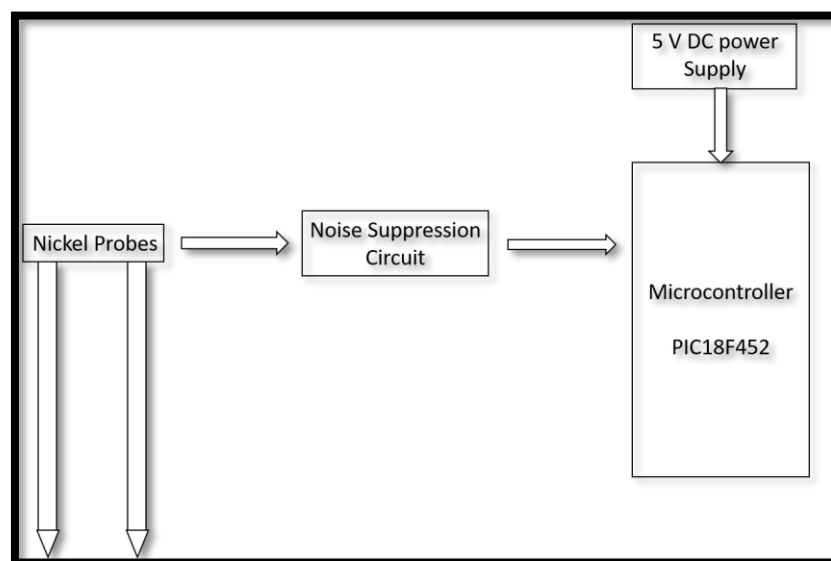 5 V DC power
Supply
Nickel Probes
Noise Suppression
Circuit
Microcontroller
PIC18F452